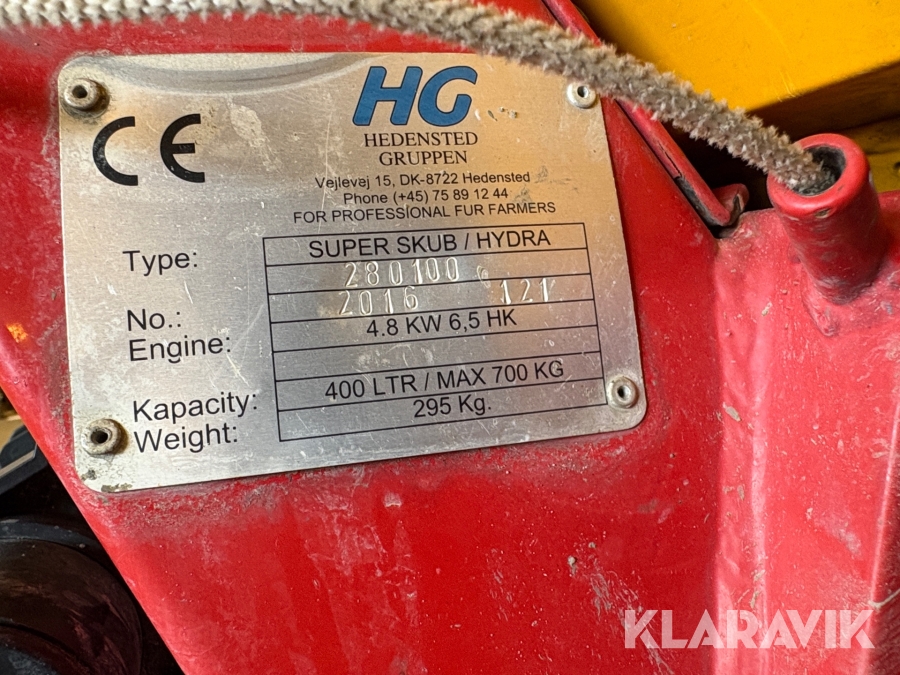 CE
HG
HEDENSTED
GRUPPEN
Vejlevej 15, DK-8722 Hedensted
Phone (+45) 75 89 12 44
FOR PROFESSIONAL FUR FARMERS
Type: SUPER SKUB / HYDRA
280100
No.: 2016 121
Engine: 4.8 KW 6,5 HK
Kapacity: 400 LTR / MAX 700 KG
Weight: 295 Kg.
KLARAVIK